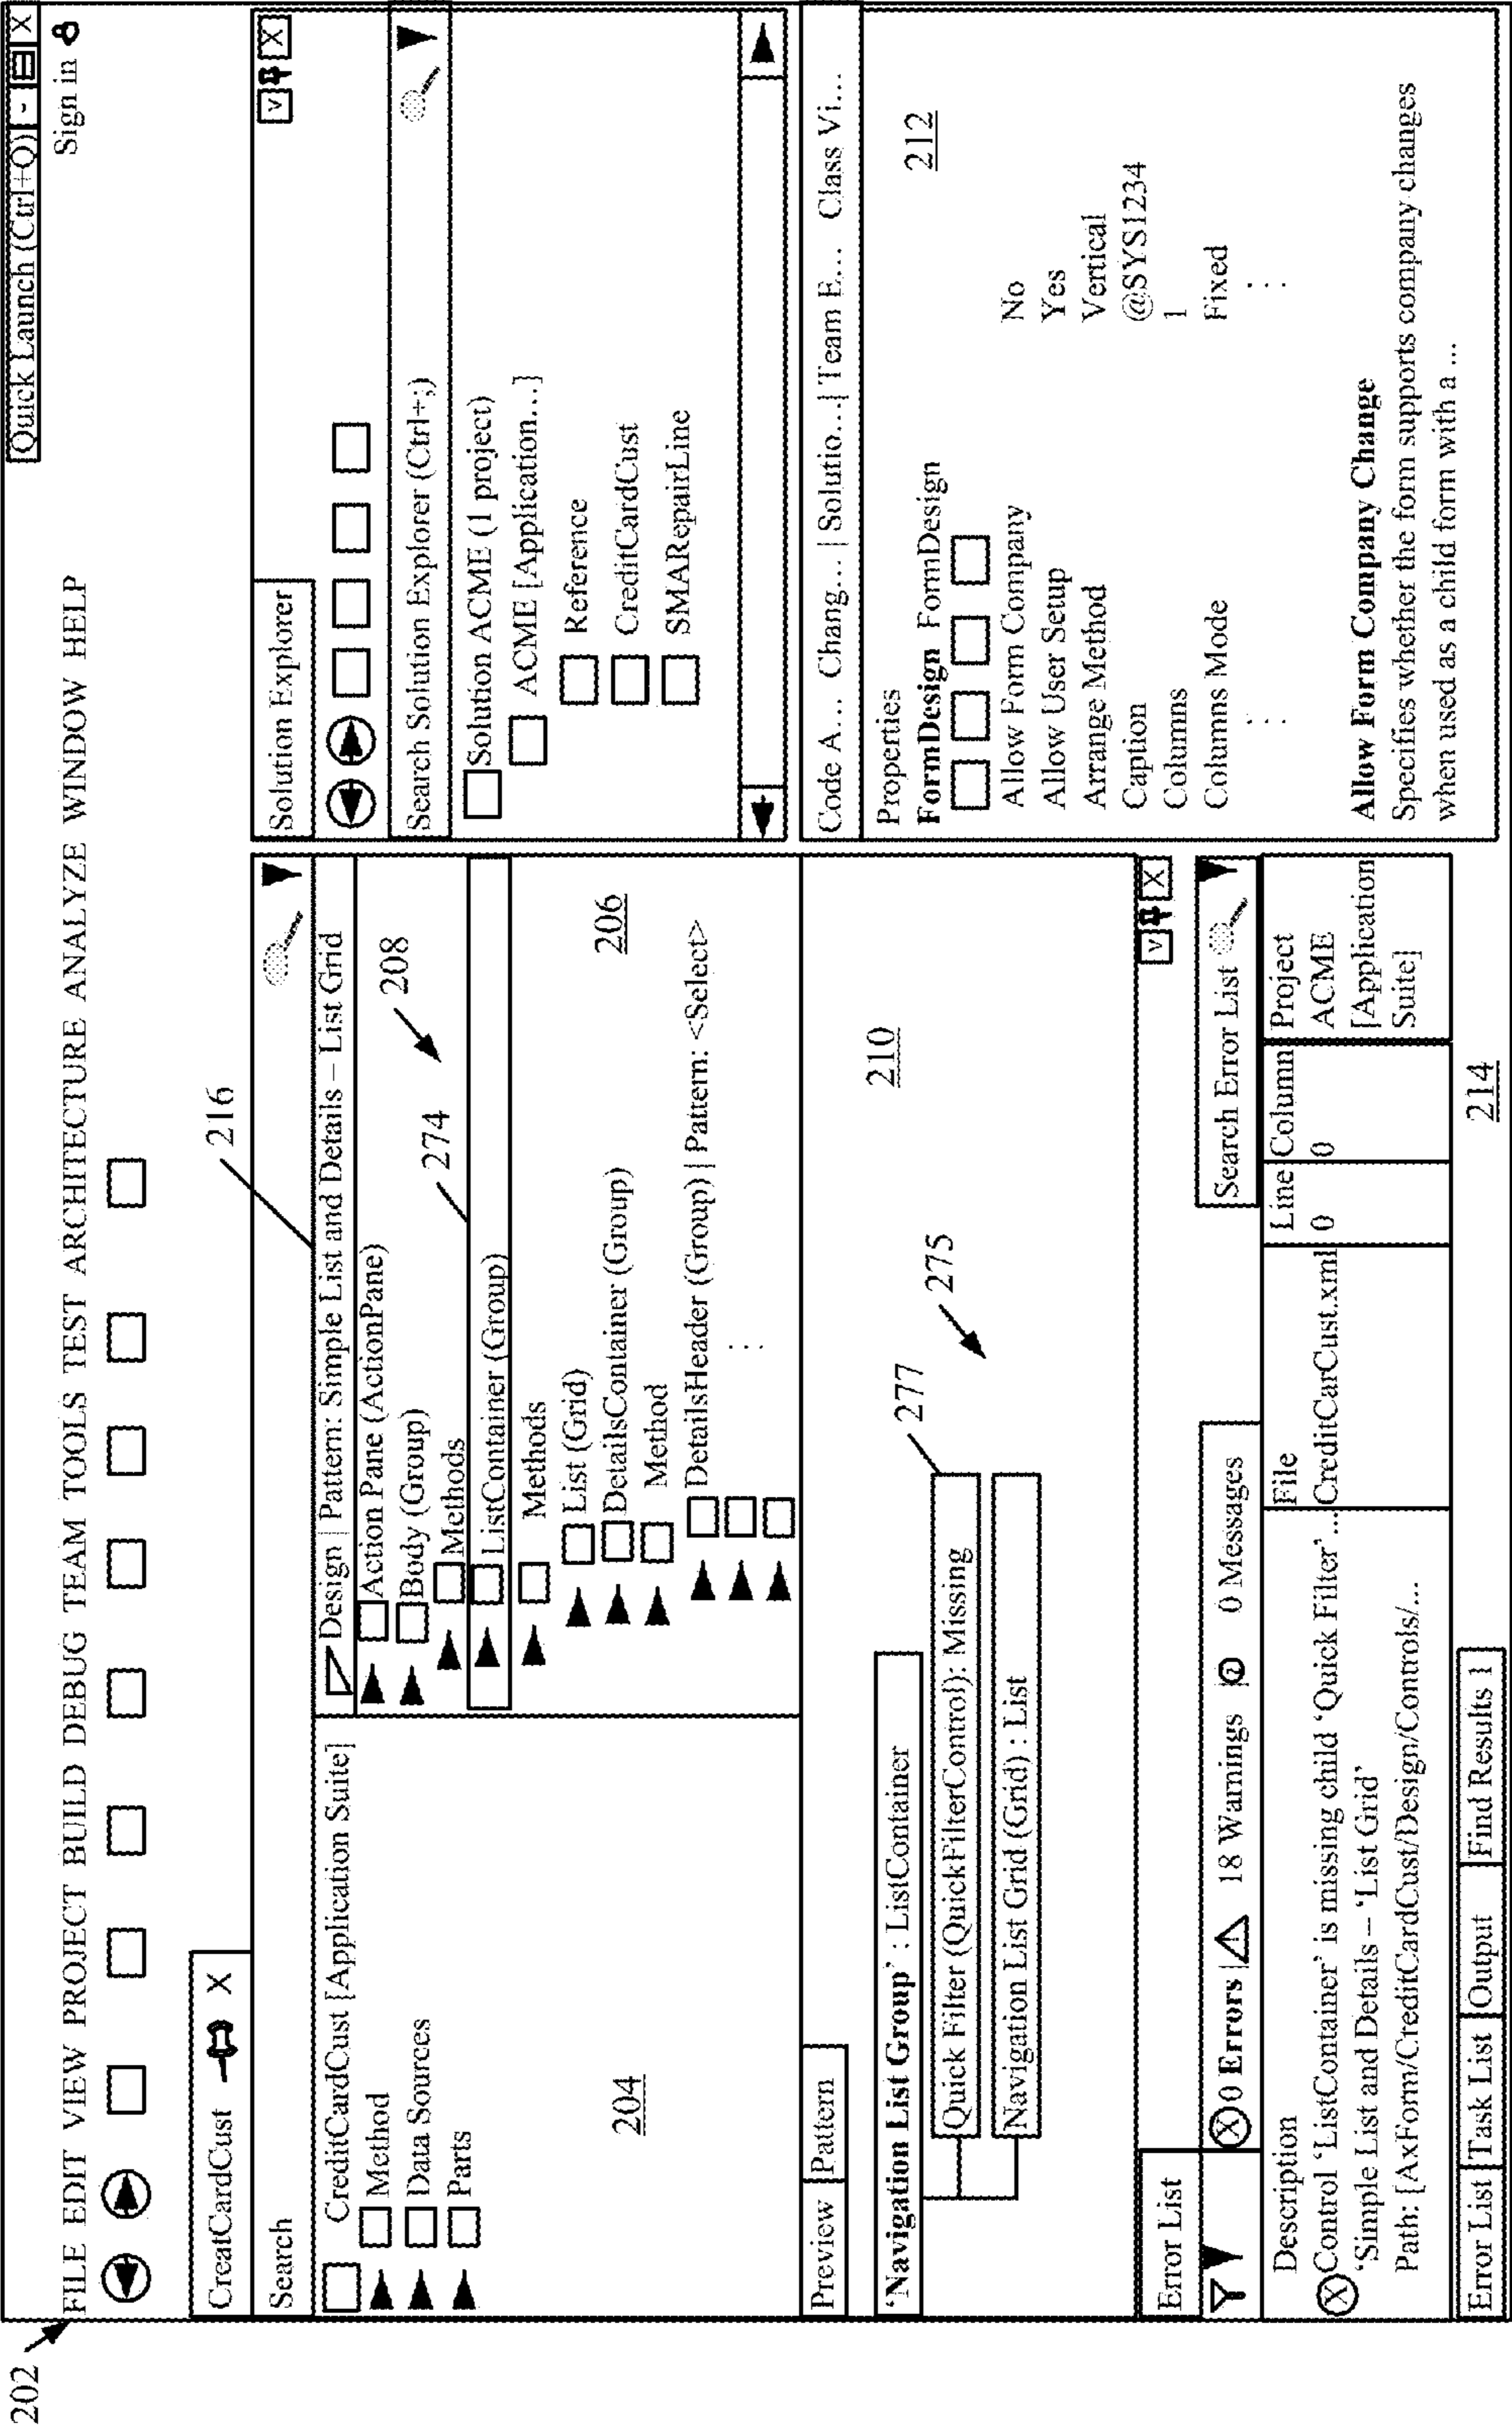 202
Quick Launch (Ctrl+Q) - X
FILE EDIT VIEW PROJECT BUILD DEBUG TEAM TOOLS TEST ARCHITECTURE ANALYZE WINDOW HELP
Sign in
CreatCardCust X
216
Search
CreditCardCust [Application Suite]
Method
Data Sources
Parts
204
Design | Pattern: Simple List and Details – List Grid
Action Pane (ActionPane)
Body (Group)
Methods
ListContainer (Group)
Methods
List (Grid)
DetailsContainer (Group)
Method
DetailsHeader (Group) | Pattern: <Select>
⋮
274
208
206
Solution Explorer
V X
Search Solution Explorer (Ctrl+;)
Solution ACME (1 project)
ACME [Application...]
Reference
CreditCardCust
SMARepairLine
Preview Pattern
210
'Navigation List Group' : ListContainer
Quick Filter (QuickFilterControl): Missing
Navigation List Grid (Grid) : List
277
275
Code A... Chang... | Solutio...| Team E... Class Vi...
Properties
212
FormDesign FormDesign
Allow Form Company No
Allow User Setup Yes
Arrange Method Vertical
Caption @SYS1234
Columns 1
Columns Mode Fixed
⋮ ⋮
Allow Form Company Change
Specifies whether the form supports company changes
when used as a child form with a ...
Error List
V X
X 0 Errors 18 Warnings 0 Messages
Search Error List
Description File Line Column Project
X Control 'ListContainer' is missing child 'Quick Filter'... CreditCarCust.xml 0 0 ACME
'Simple List and Details – 'List Grid' [Application
Path: [AxForm/CreditCardCust/Design/Controls/... Suite]
Error List Task List Output Find Results 1
214